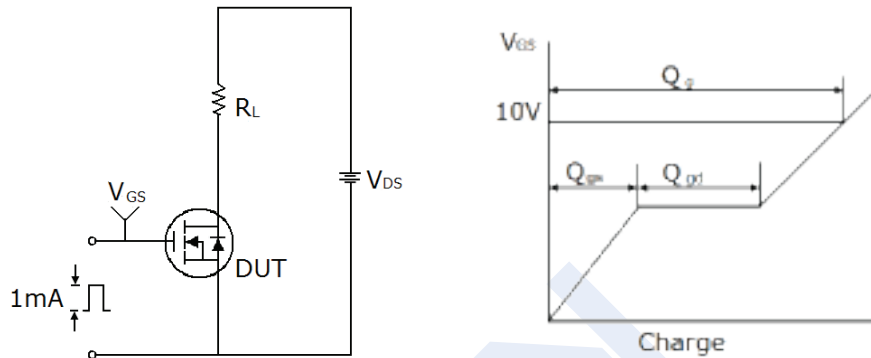 RL
VDS
VGS
DUT
1mA
VGS
Qg
10V
Qgs
Qgd
Charge